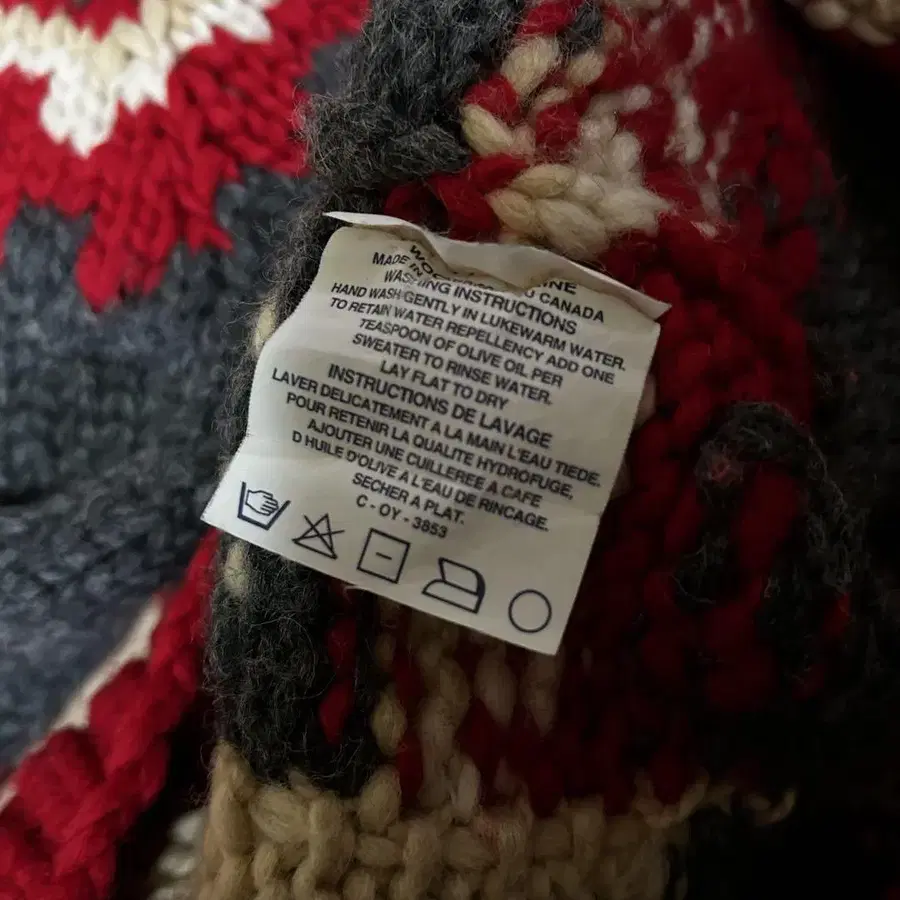 MADE IN CANADA
WASHING INSTRUCTIONS
HAND WASH GENTLY IN LUKEWARM WATER.
TO RETAIN WATER REPELLENCY ADD ONE
TEASPOON OF OLIVE OIL PER
SWEATER TO RINSE WATER.
LAY FLAT TO DRY
INSTRUCTIONS DE LAVAGE
LAVER DELICATEMENT A LA MAIN L'EAU TIEDE.
POUR RETENIR LA QUALITE HYDROFUGE,
AJOUTER UNE CUILLEREE A CAFE
D HUILE D'OLIVE A L'EAU DE RINCAGE.
SECHER A PLAT.
C - OY - 3853